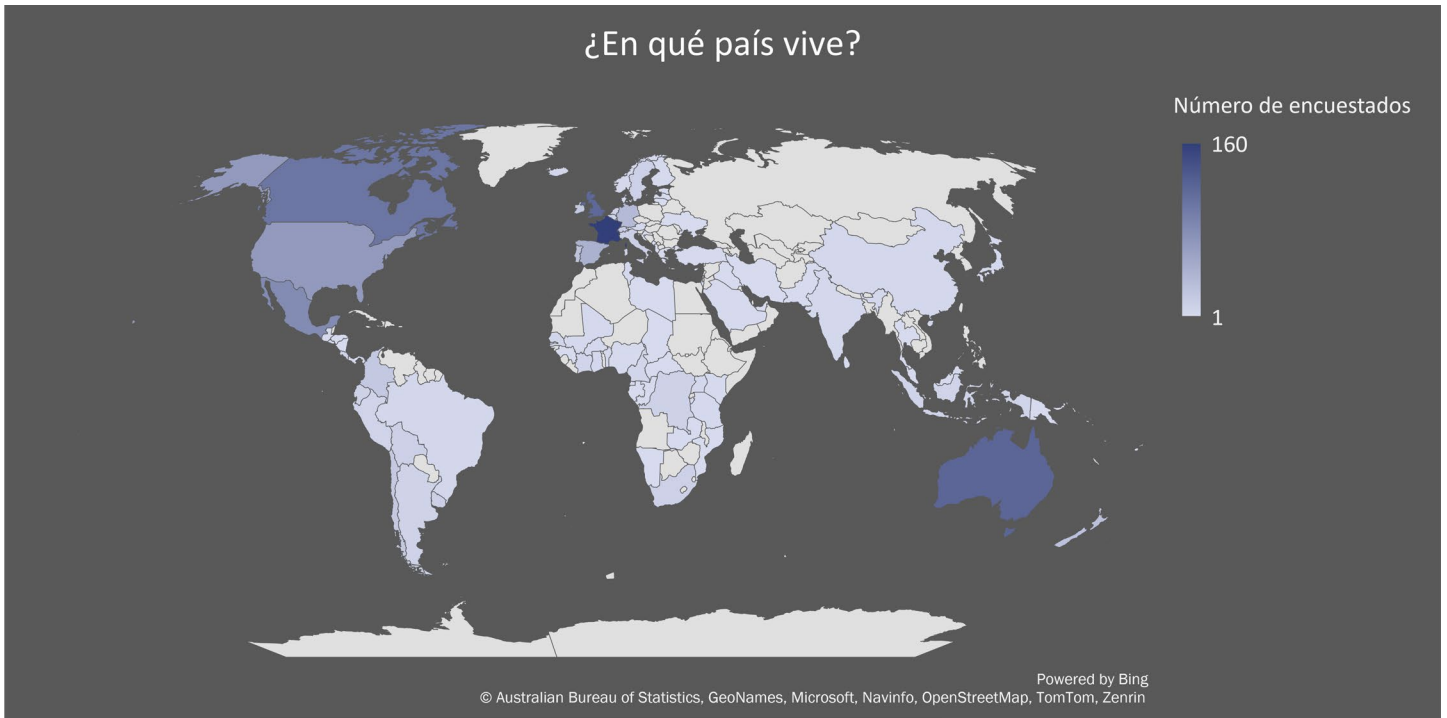 ¿En qué país vive?
Número de encuestados
160
1
Powered by Bing
© Australian Bureau of Statistics, GeoNames, Microsoft, Navinfo, OpenStreetMap, TomTom, Zenrin